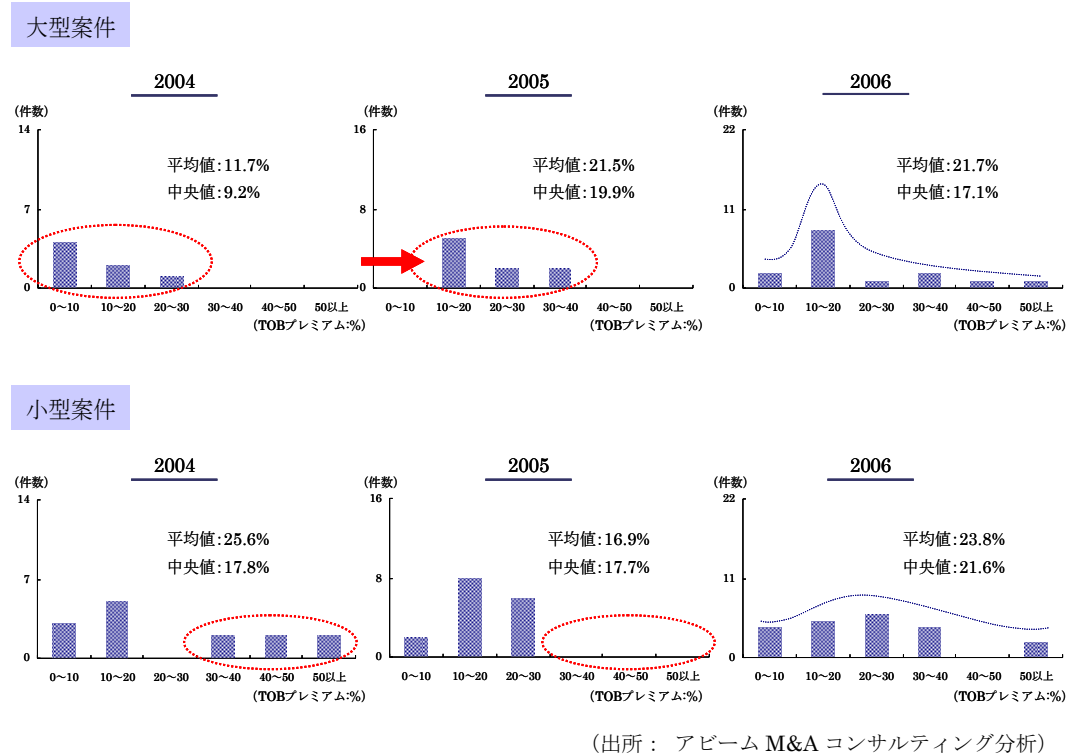 大型案件
2004
2005
2006
(件数)
(件数)
(件数)
14
16
22
平均値:11.7%
平均値:21.5%
平均値:21.7%
中央値:9.2%
中央値:19.9%
中央値:17.1%
7
8
11
0
0
0
0～10 10～20 20～30 30～40 40～50 50以上
0～10 10～20 20～30 30～40 40～50 50以上
0～10 10～20 20～30 30～40 40～50 50以上
(TOBプレミアム:%)
(TOBプレミアム:%)
(TOBプレミアム:%)
小型案件
2004
2005
2006
(件数)
(件数)
(件数)
14
16
22
平均値:25.6%
平均値:16.9%
平均値:23.8%
中央値:17.8%
中央値:17.7%
中央値:21.6%
7
8
11
0
0
0
0～10 10～20 20～30 30～40 40～50 50以上
0～10 10～20 20～30 30～40 40～50 50以上
0～10 10～20 20～30 30～40 40～50 50以上
(TOBプレミアム:%)
(TOBプレミアム:%)
(TOBプレミアム:%)
（出所： アビーム M&A コンサルティング分析）